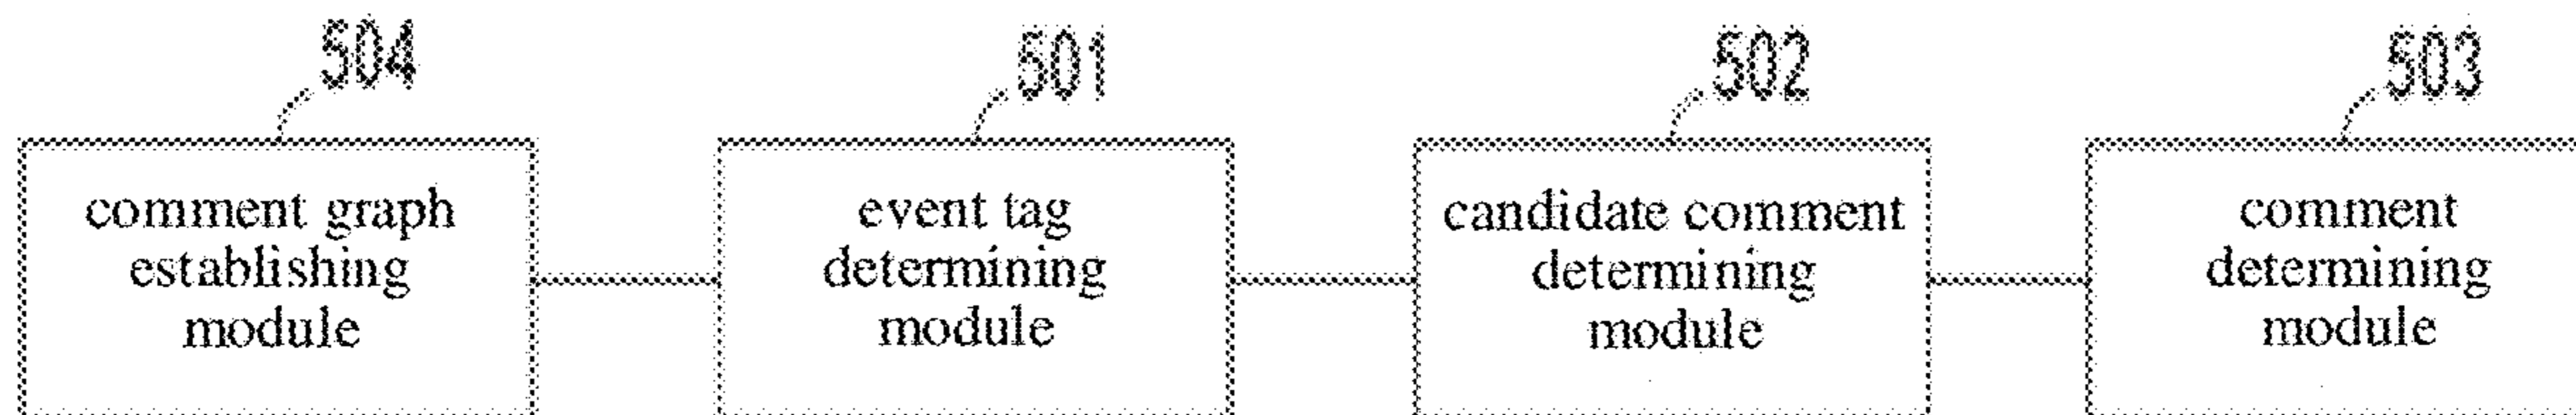 504
501
502
503
comment graph
establishing
module
event tag
determining
module
candidate comment
determining
module
comment
determining
module